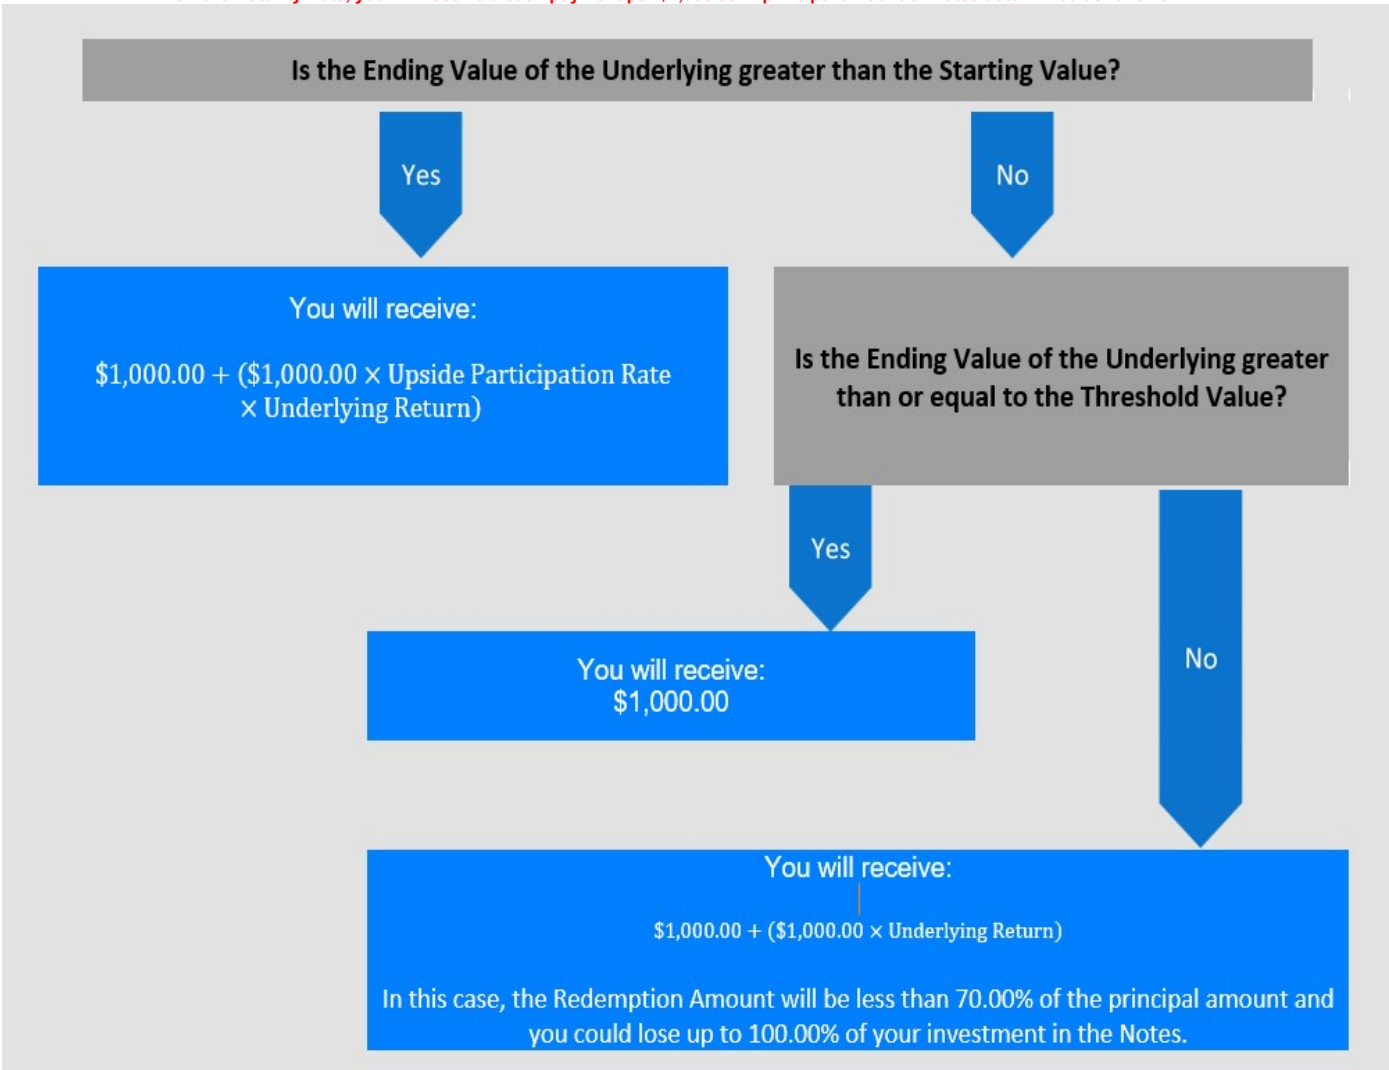 Is the Ending Value of the Underlying greater than the Starting Value?
Yes
No
You will receive:
$1,000.00 + ($1,000.00 × Upside Participation Rate
× Underlying Return)
Is the Ending Value of the Underlying greater
than or equal to the Threshold Value?
Yes
No
You will receive:
$1,000.00
You will receive:
$1,000.00 + ($1,000.00 × Underlying Return)
In this case, the Redemption Amount will be less than 70.00% of the principal amount and
you could lose up to 100.00% of your investment in the Notes.